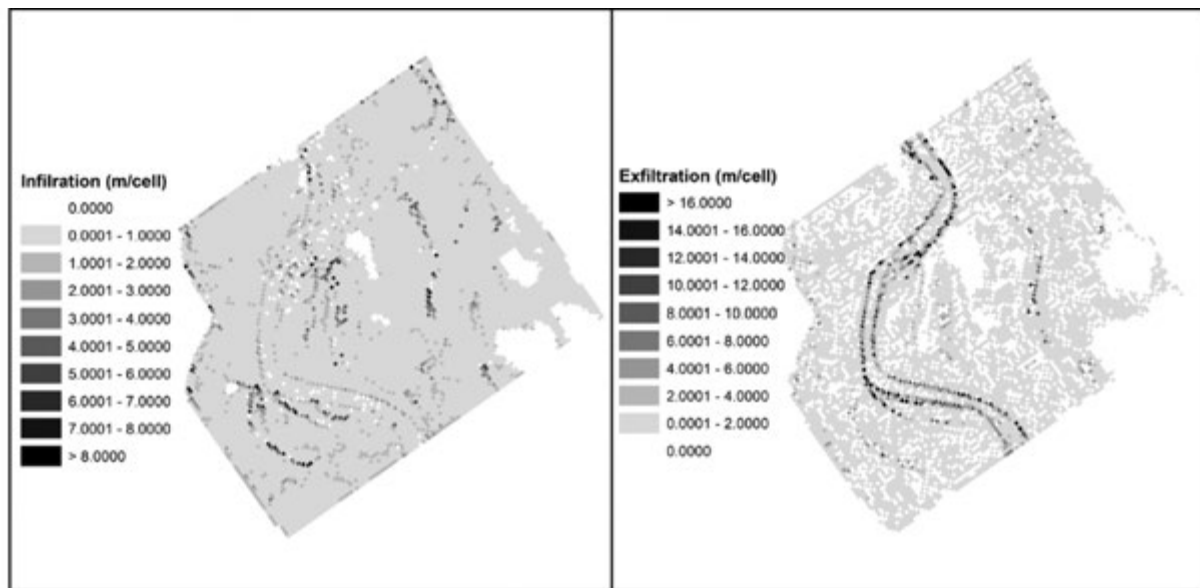 Infilration (m/cell)
0.0000
0.0001 - 1.0000
1.0001 - 2.0000
2.0001 - 3.0000
3.0001 - 4.0000
4.0001 - 5.0000
5.0001 - 6.0000
6.0001 - 7.0000
7.0001 - 8.0000
> 8.0000
Exfiltration (m/cell)
> 16.0000
14.0001 - 16.0000
12.0001 - 14.0000
10.0001 - 12.0000
8.0001 - 10.0000
6.0001 - 8.0000
4.0001 - 6.0000
2.0001 - 4.0000
0.0001 - 2.0000
0.0000